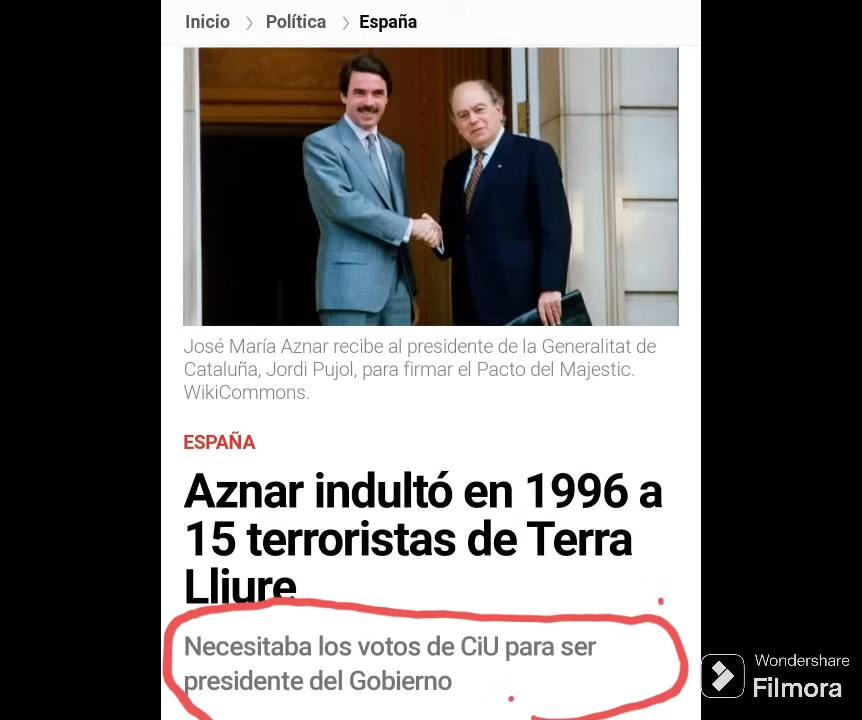 Inicio > Política > España
José María Aznar recibe al presidente de la Generalitat de
Cataluña, Jordi Pujol, para firmar el Pacto del Majestic.
WikiCommons.
ESPAÑA
Aznar indultó en 1996 a
15 terroristas de Terra
Lliure
Necesitaba los votos de CiU para ser
presidente del Gobierno
Wondershare
Filmora